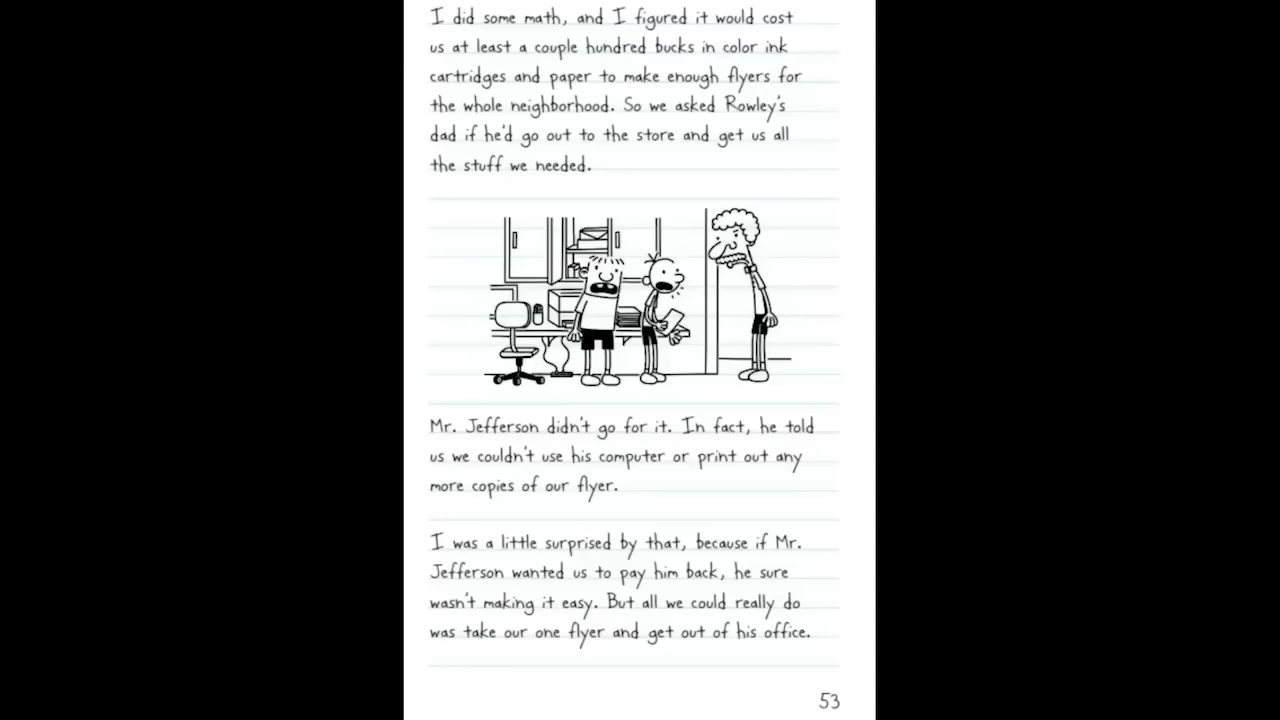 I did some math, and I figured it would cost
us at least a couple hundred bucks in color ink
cartridges and paper to make enough flyers for
the whole neighborhood. So we asked Rowley's
dad if he'd go out to the store and get us all
the stuff we needed.
Mr. Jefferson didn't go for it. In fact, he told
us we couldn't use his computer or print out any
more copies of our flyer.
I was a little surprised by that, because if Mr.
Jefferson wanted us to pay him back, he sure
wasn't making it easy. But all we could really do
was take our one flyer and get out of his office.
53